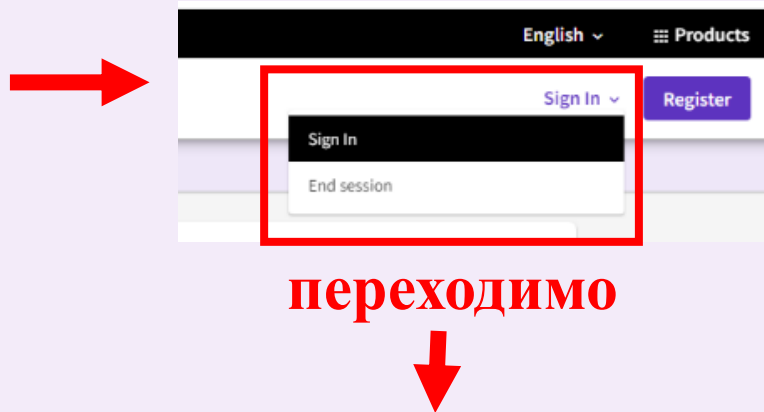 English Products
Sign In Register
Sign In
End session
переходимо